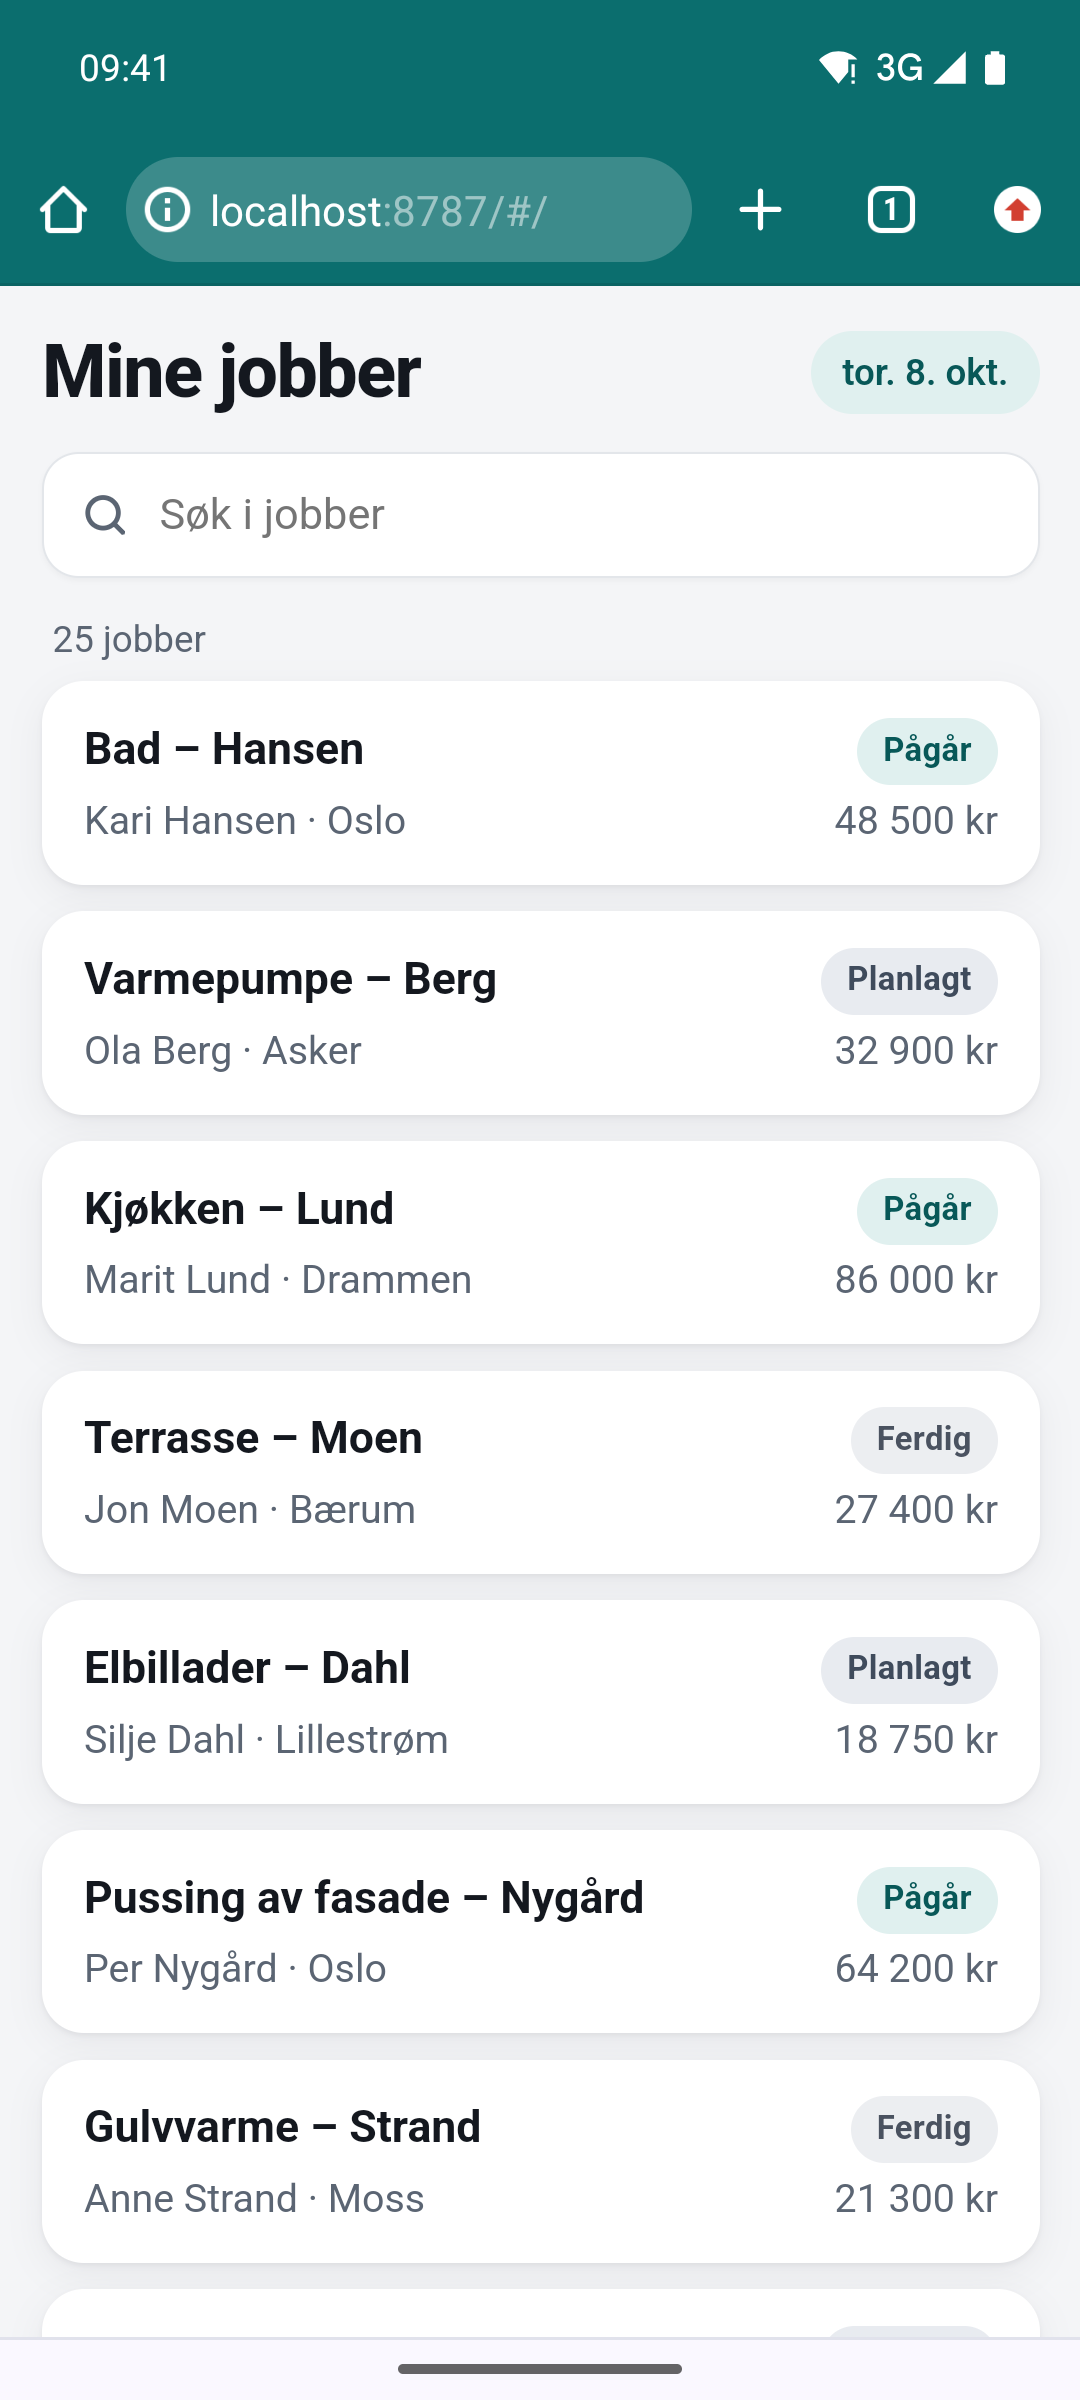 09:41
3G
localhost:8787/#/
1
Mine jobber
tor. 8. okt.
Søk i jobber
25 jobber
Bad – Hansen
Pågår
Kari Hansen · Oslo
48 500 kr
Varmepumpe – Berg
Planlagt
Ola Berg · Asker
32 900 kr
Kjøkken – Lund
Pågår
Marit Lund · Drammen
86 000 kr
Terrasse – Moen
Ferdig
Jon Moen · Bærum
27 400 kr
Elbillader – Dahl
Planlagt
Silje Dahl · Lillestrøm
18 750 kr
Pussing av fasade – Nygård
Pågår
Per Nygård · Oslo
64 200 kr
Gulvvarme – Strand
Ferdig
Anne Strand · Moss
21 300 kr